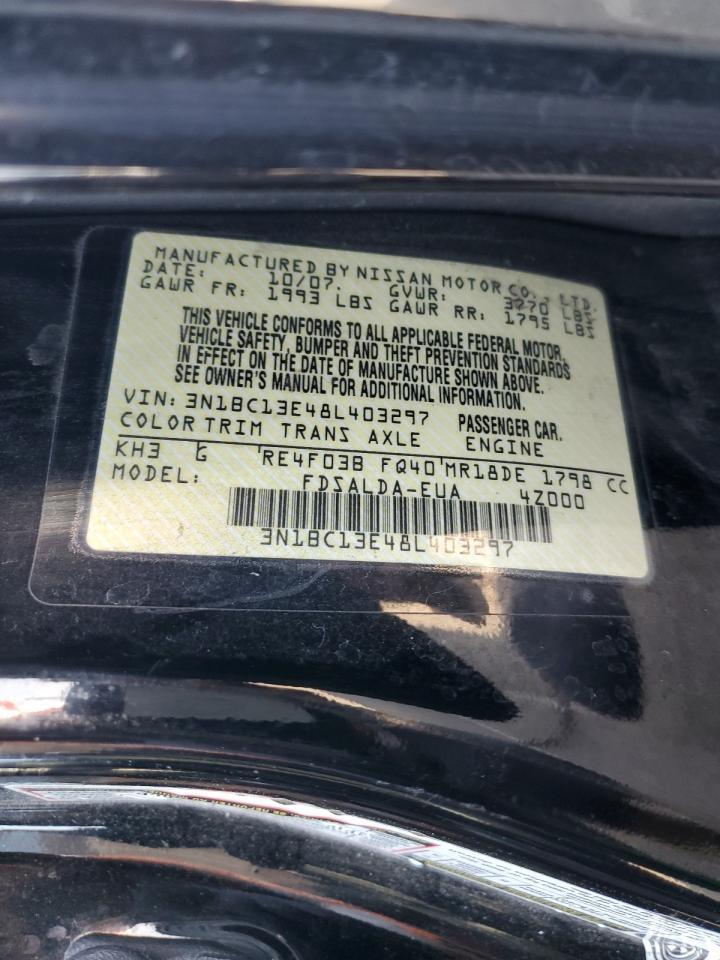 MANUFACTURED BY NISSAN MOTOR CO., LTD.
DATE: 10/07. GVWR: 3770 LBS
GAWR FR: 1993 LBS GAWR RR: 1795 LBS
THIS VEHICLE CONFORMS TO ALL APPLICABLE FEDERAL MOTOR
VEHICLE SAFETY, BUMPER AND THEFT PREVENTION STANDARDS
IN EFFECT ON THE DATE OF MANUFACTURE SHOWN ABOVE.
SEE OWNER'S MANUAL FOR ADDITIONAL INFORMATION.
VIN: 3N1BC13E48L403297 PASSENGER CAR.
COLOR TRIM TRANS AXLE ENGINE
KH3 G RE4F03B FQ40 MR18DE 1798 CC
MODEL: FDSALDA-EUA 4Z000
3N1BC13E48L403297